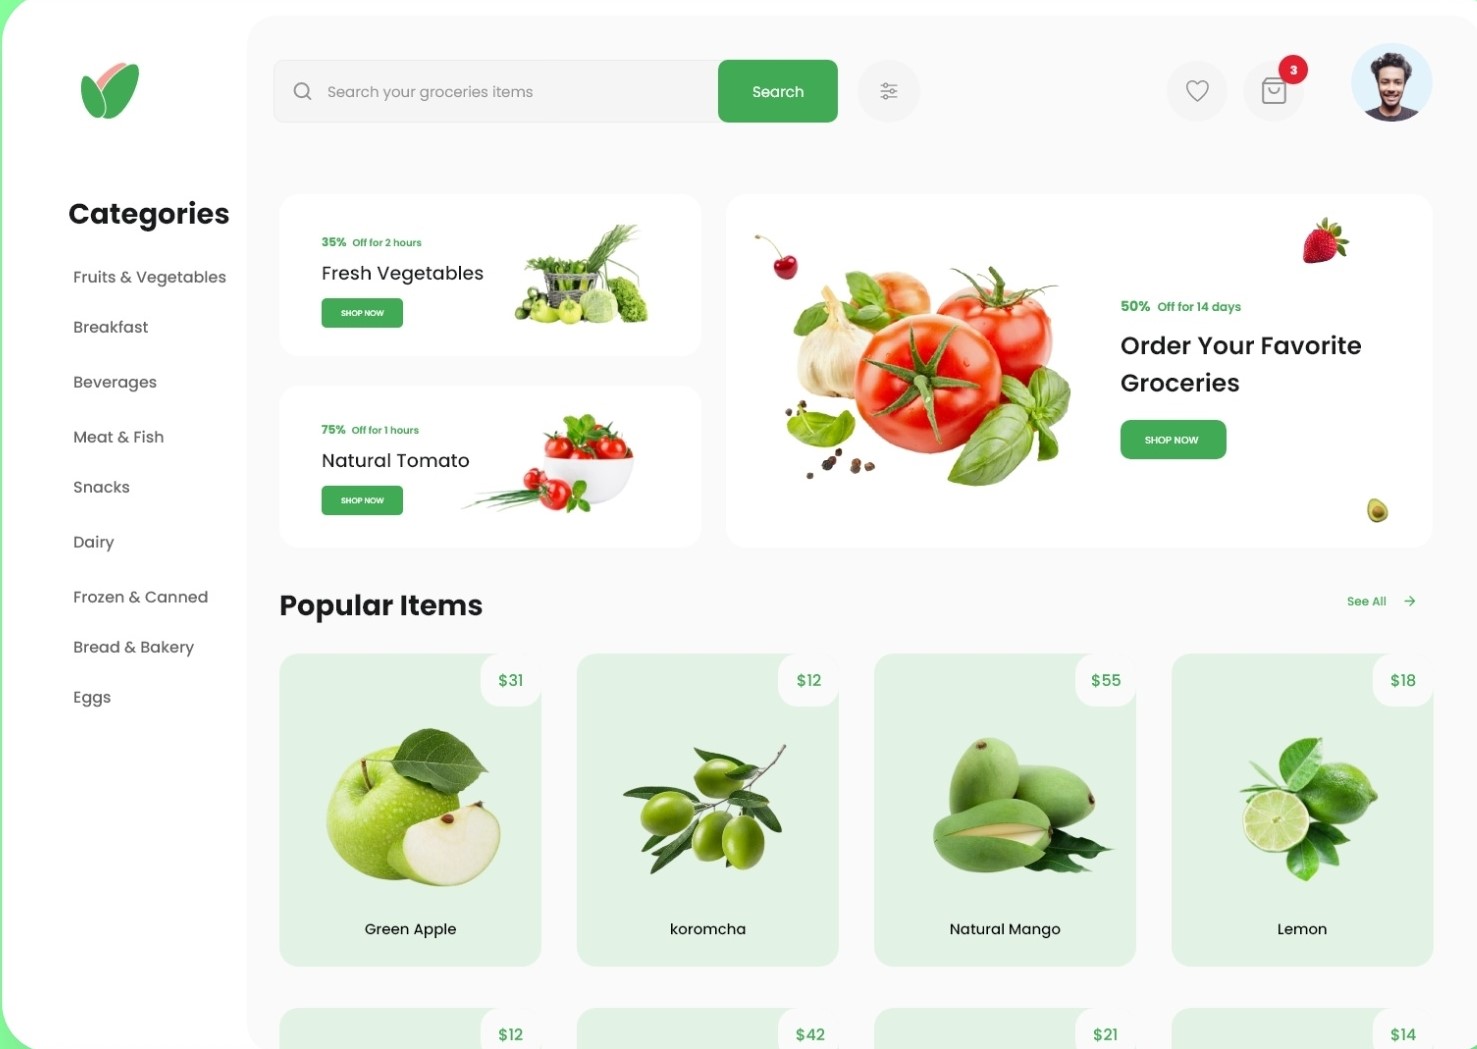 Search your groceries items
Search
3
Categories
Fruits & Vegetables
Breakfast
Beverages
Meat & Fish
Snacks
Dairy
Frozen & Canned
Bread & Bakery
Eggs
35% Off for 2 hours
Fresh Vegetables
SHOP NOW
75% Off for 1 hours
Natural Tomato
SHOP NOW
50% Off for 14 days
Order Your Favorite
Groceries
SHOP NOW
Popular Items
See All
$31
Green Apple
$12
koromcha
$55
Natural Mango
$18
Lemon
$12
$42
$21
$14